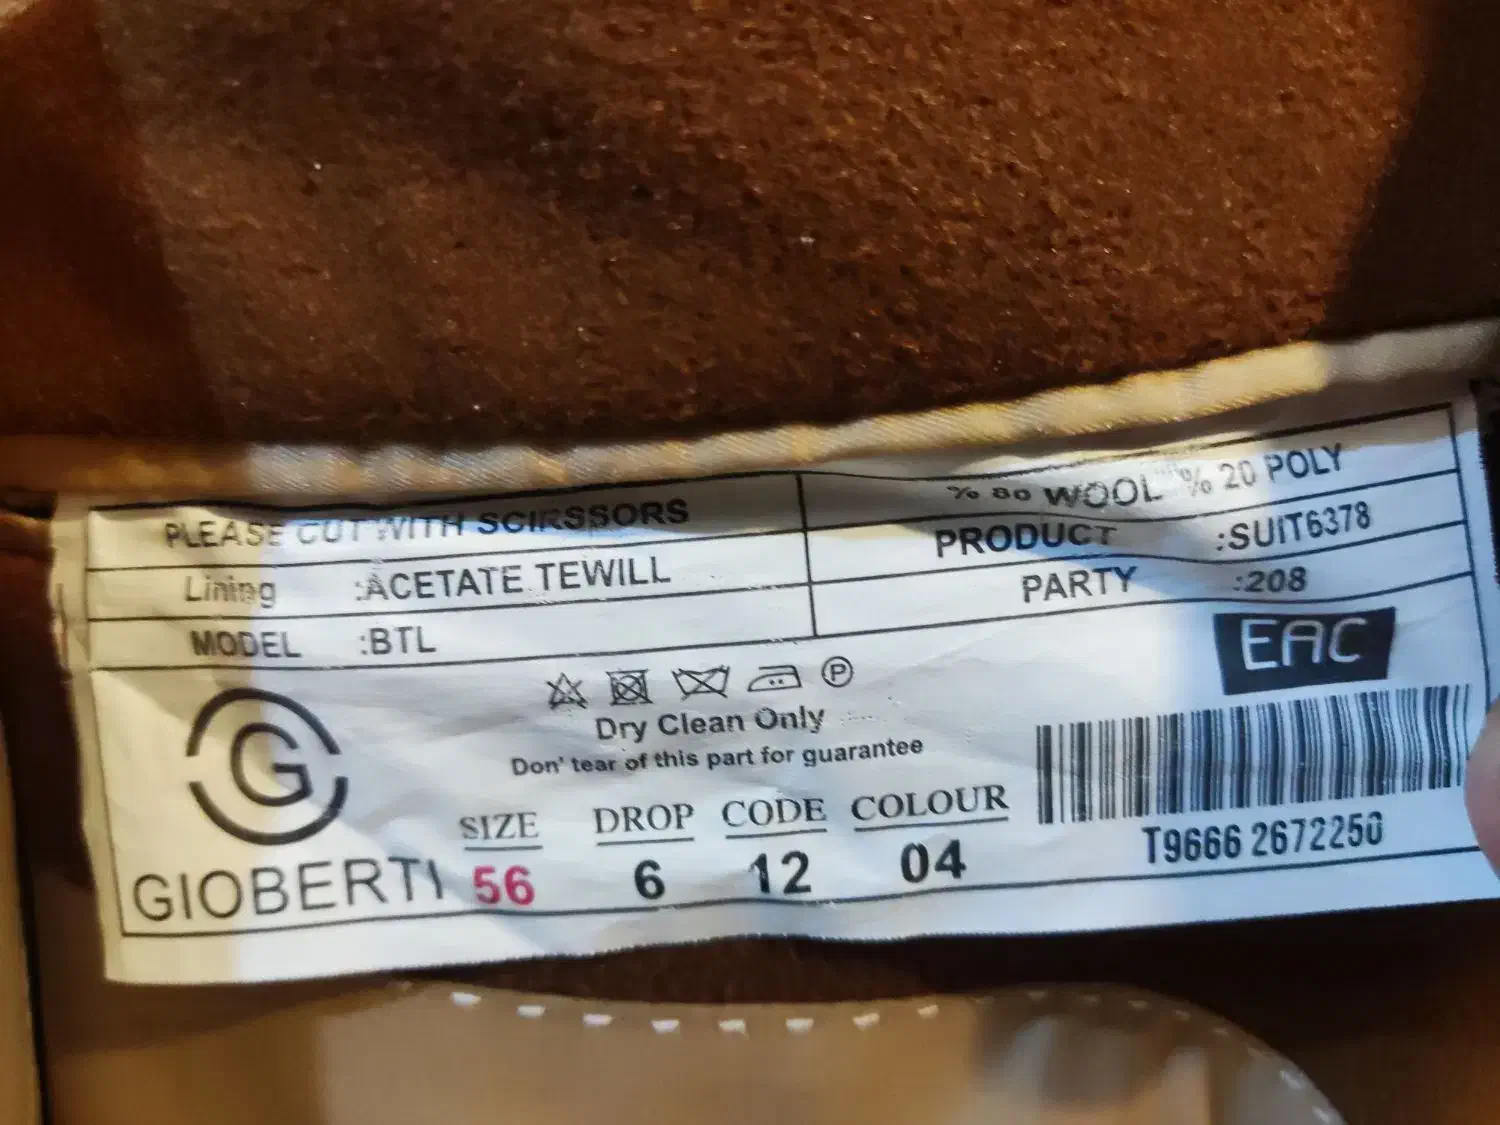 PLEASE CUT WITH SCIRSSORS
% 80 WOOL % 20 POLY
Lining :ACETATE TEWILL
PRODUCT :SUIT6378
MODEL :BTL
PARTY :208
EAC
P
Dry Clean Only
Don' tear of this part for guarantee
G
GIOBERTI
SIZE DROP CODE COLOUR
56 6 12 04
T9666 2672250